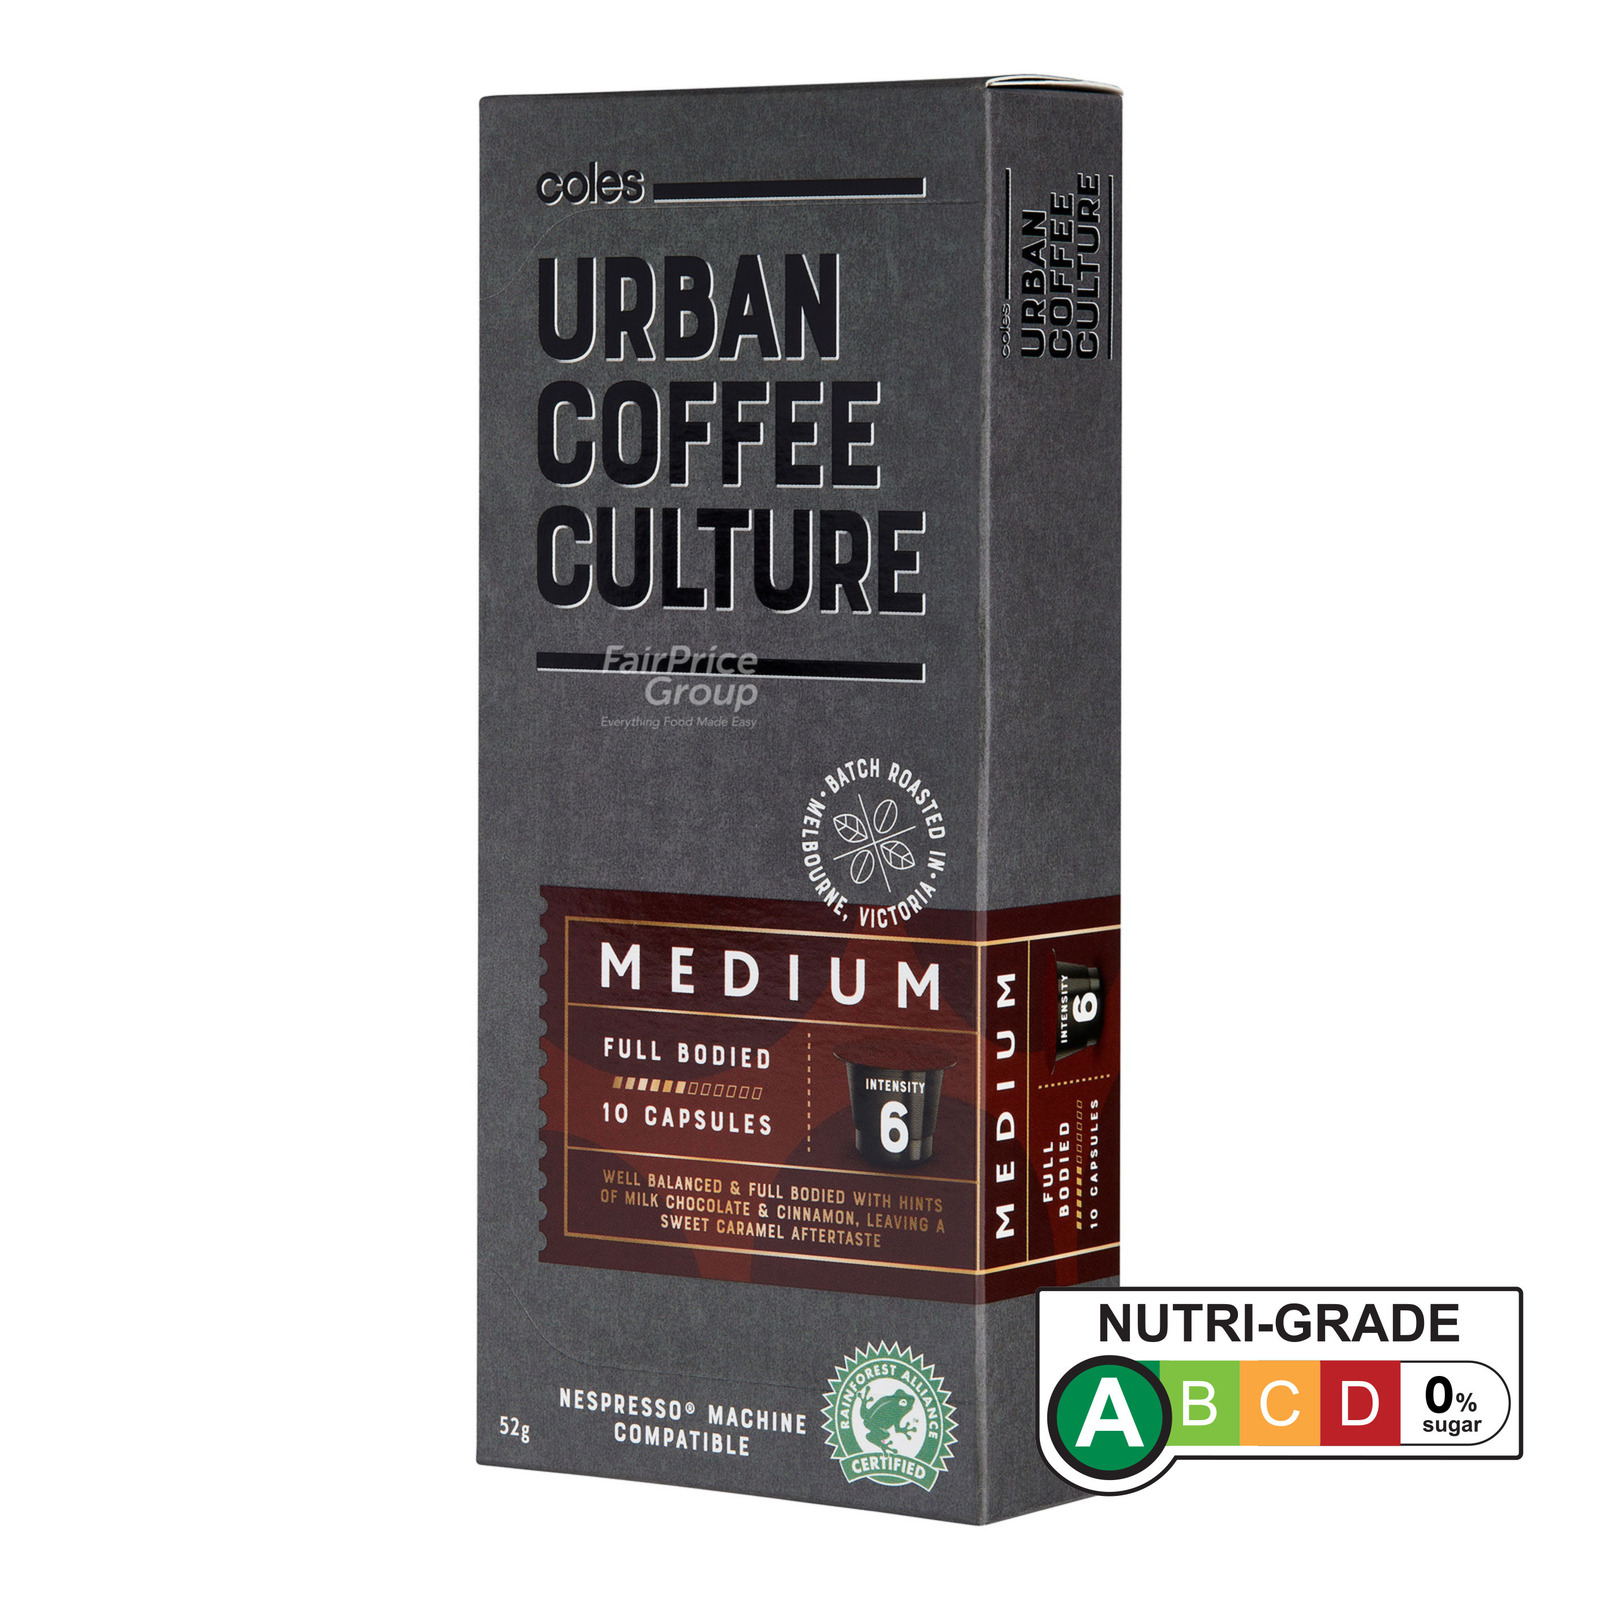 coles
URBAN
COFFEE
CULTURE
FairPrice
Group
Everything Food Made Easy
BATCH ROASTED IN • MELBOURNE, VICTORIA •
MEDIUM
FULL BODIED
10 CAPSULES
INTENSITY
6
WELL BALANCED & FULL BODIED WITH HINTS
OF MILK CHOCOLATE & CINNAMON, LEAVING A
SWEET CARAMEL AFTERTASTE
52g
NESPRESSO® MACHINE
COMPATIBLE
RAINFOREST ALLIANCE
CERTIFIED
coles
URBAN
COFFEE
CULTURE
MEDIUM
INTENSITY
6
FULL
BODIED
10 CAPSULES
NUTRI-GRADE
A B C D 0%
sugar